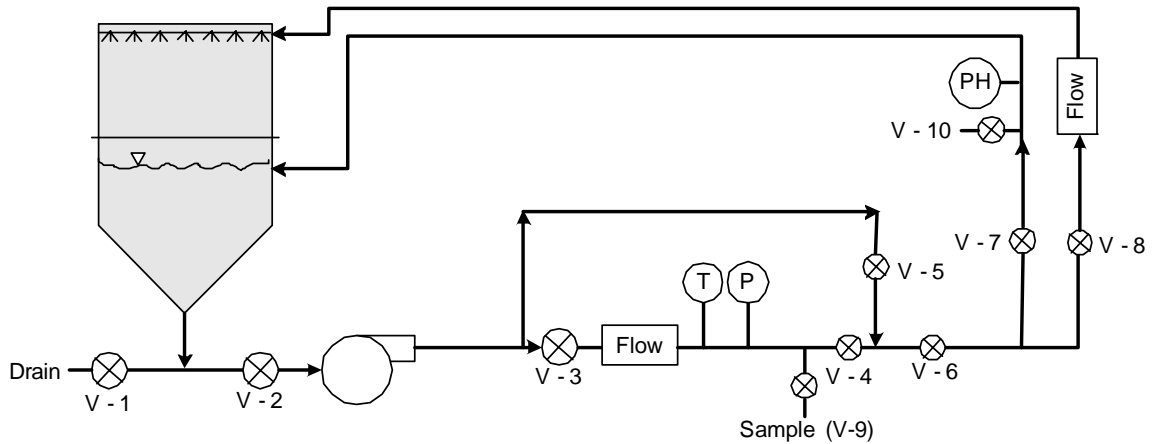 PH
Flow
V - 10
V - 7
V - 8
V - 5
T
P
Flow
V - 3
V - 4
V - 6
Drain
V - 1
V - 2
Sample (V-9)